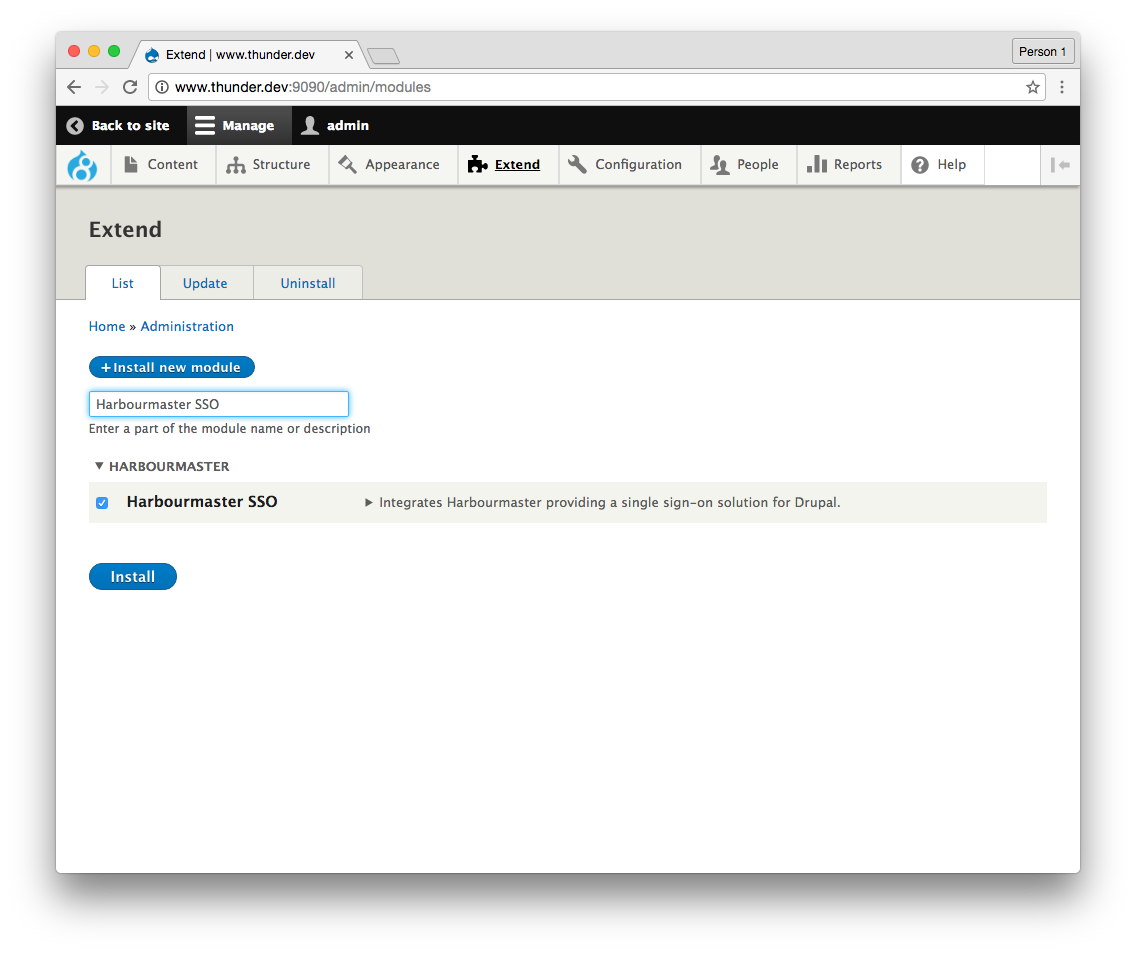 Extend | www.thunder.dev
Person 1
www.thunder.dev:9090/admin/modules
Back to site Manage admin
Content Structure Appearance Extend Configuration People Reports Help
Extend
List Update Uninstall
Home » Administration
+Install new module
Harbourmaster SSO
Enter a part of the module name or description
▼ HARBOURMASTER
Harbourmaster SSO ► Integrates Harbourmaster providing a single sign-on solution for Drupal.
Install